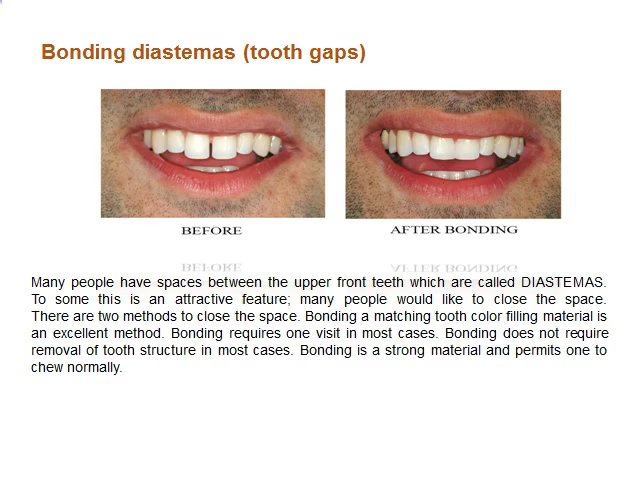 Bonding diastemas (tooth gaps)
BEFORE
AFTER BONDING
Many people have spaces between the upper front teeth which are called DIASTEMAS.
To some this is an attractive feature; many people would like to close the space.
There are two methods to close the space. Bonding a matching tooth color filling material is
an excellent method. Bonding requires one visit in most cases. Bonding does not require
removal of tooth structure in most cases. Bonding is a strong material and permits one to
chew normally.